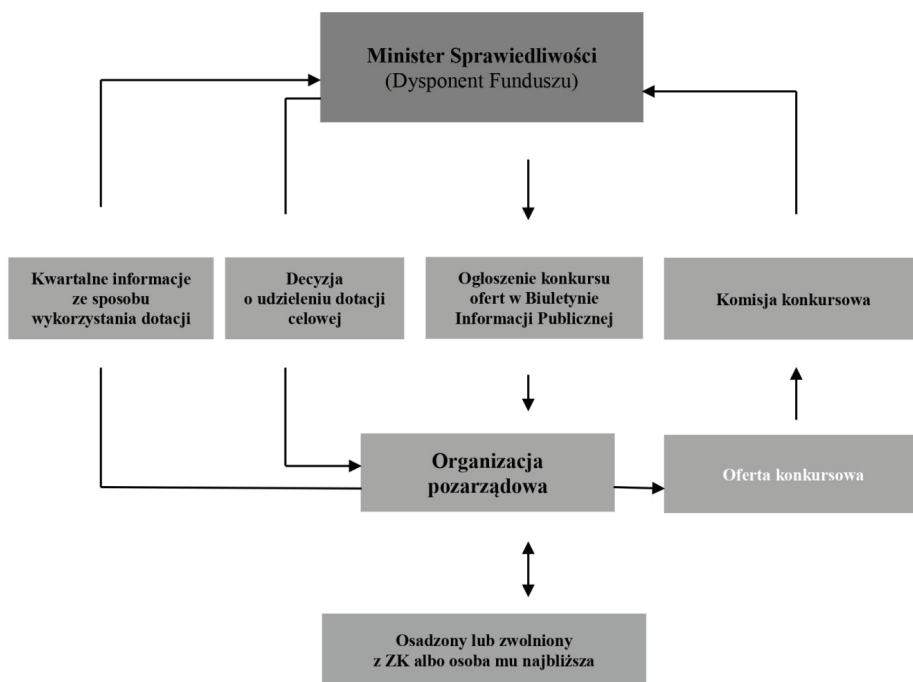 Minister Sprawiedliwości
(Dysponent Funduszu)
Kwartalne informacje
ze sposobu
wykorzystania dotacji
Decyzja
o udzieleniu dotacji
celowej
Ogłoszenie konkursu
ofert w Biuletynie
Informacji Publicznej
Komisja konkursowa
Organizacja
pozarządowa
Oferta konkursowa
Osadzony lub zwolniony
z ZK albo osoba mu najbliższa